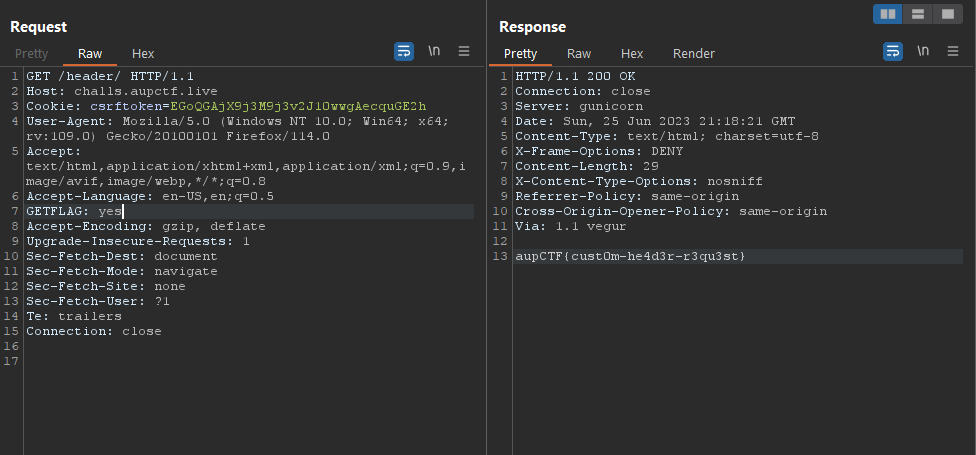 Request
Pretty Raw Hex
\n
1 GET /header/ HTTP/1.1
2 Host: challs.aupctf.live
3 Cookie: csrftoken=EGoQGAjX9j3M9j3v2J10wwgAecquGE2h
4 User-Agent: Mozilla/5.0 (Windows NT 10.0; Win64; x64;
rv:109.0) Gecko/20100101 Firefox/114.0
5 Accept:
text/html,application/xhtml+xml,application/xml;q=0.9,i
mage/avif,image/webp,*/*;q=0.8
6 Accept-Language: en-US,en;q=0.5
7 GETFLAG: yes
8 Accept-Encoding: gzip, deflate
9 Upgrade-Insecure-Requests: 1
10 Sec-Fetch-Dest: document
11 Sec-Fetch-Mode: navigate
12 Sec-Fetch-Site: none
13 Sec-Fetch-User: ?1
14 Te: trailers
15 Connection: close
16
17
Response
Pretty Raw Hex Render
\n
1 HTTP/1.1 200 OK
2 Connection: close
3 Server: gunicorn
4 Date: Sun, 25 Jun 2023 21:18:21 GMT
5 Content-Type: text/html; charset=utf-8
6 X-Frame-Options: DENY
7 Content-Length: 29
8 X-Content-Type-Options: nosniff
9 Referrer-Policy: same-origin
10 Cross-Origin-Opener-Policy: same-origin
11 Via: 1.1 vegur
12
13 aupCTF{cust0m-he4d3r-r3qu3st}